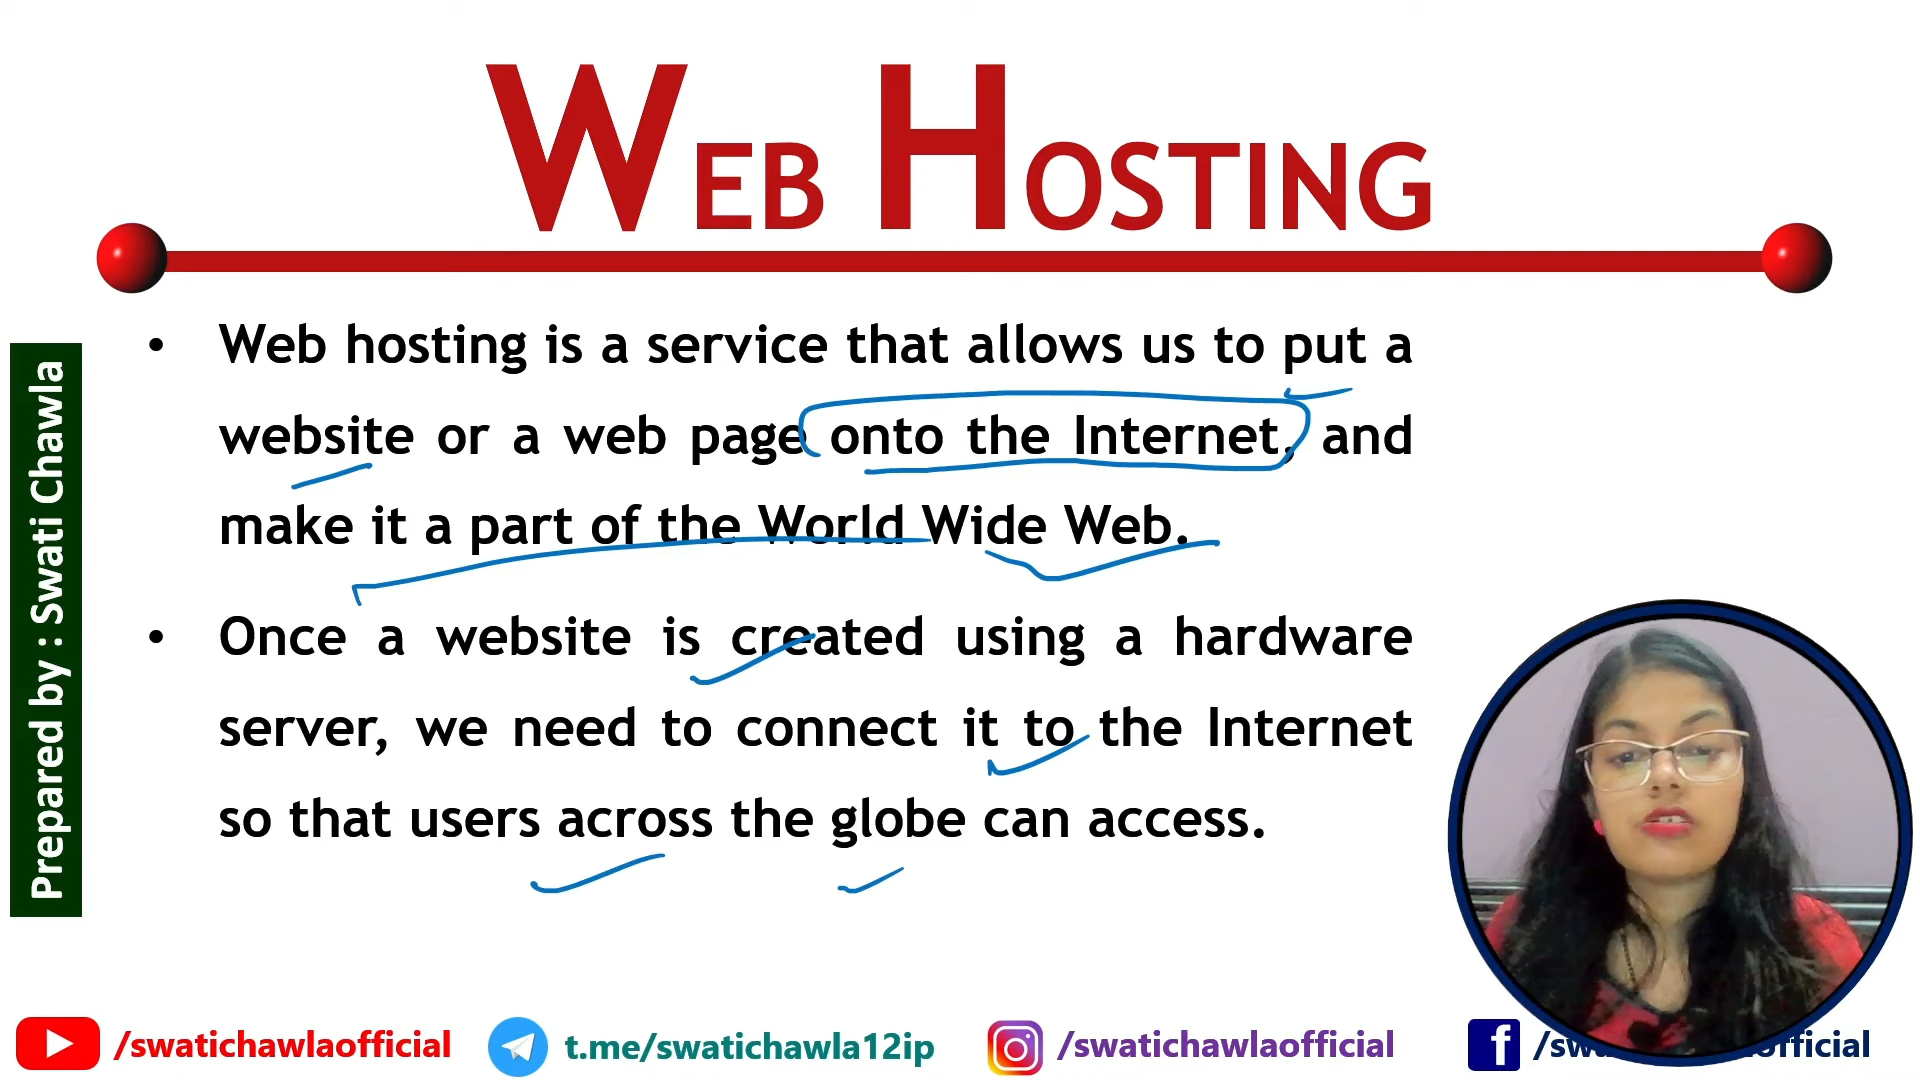 WEB HOSTING
• Web hosting is a service that allows us to put a
website or a web page onto the Internet, and
make it a part of the World Wide Web.
• Once a website is created using a hardware
server, we need to connect it to the Internet
so that users across the globe can access.
Prepared by : Swati Chawla
/swatichawlaofficial
t.me/swatichawla12ip
/swatichawlaofficial